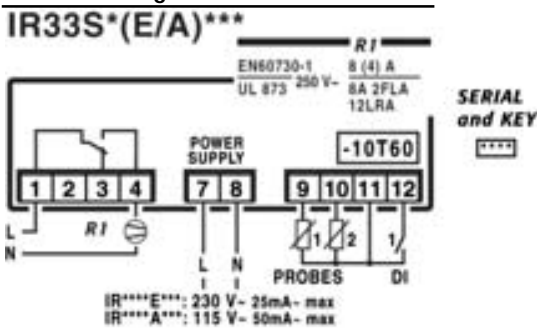 IR33S*(E/A)***
R1
EN60730-1
UL 873
250 V~
8 (4) A
8A 2FLA
12LRA
SERIAL
and KEY
POWER
SUPPLY
-10T60
1 2 3 4 7 8 9 10 11 12
L
N
R1
1 2 1
L N
PROBES DI
IR****E***: 230 V~ 25mA~ max
IR****A***: 115 V~ 50mA~ max